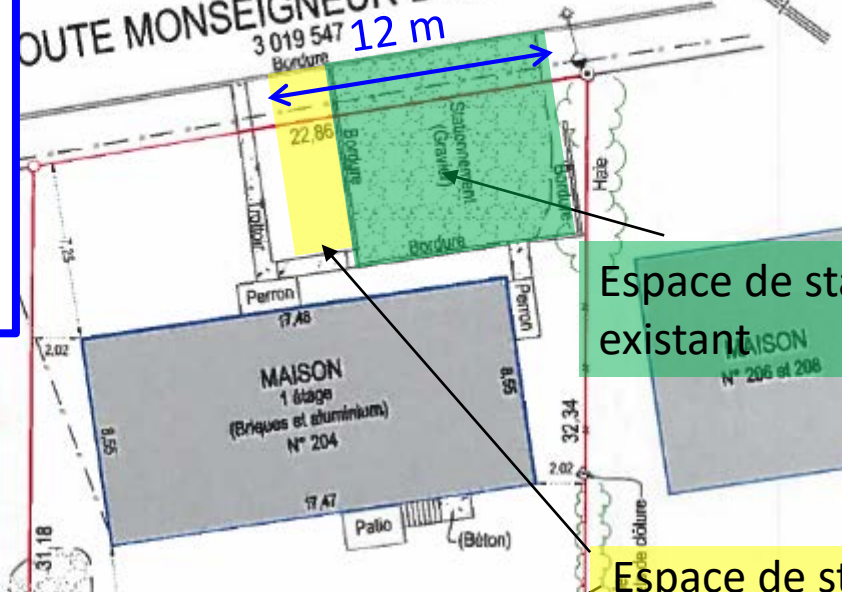 OUTE MONSEIGNEUR
3 019 547
12 m
Bordure
22,86
Bordure
Stationnement
(Gravier)
Bordure
Haie
Trottoir
Bordure
7,25
Perron
Perron
Espace de sta
existant
17,48
2,02
MAISON
1 étage
(Briques et aluminium)
N° 204
8,55
8,55
MAISON
N° 206 et 208
32,34
2.02
17,47
Patio
(Béton)
31,18
de clôture
Espace de st